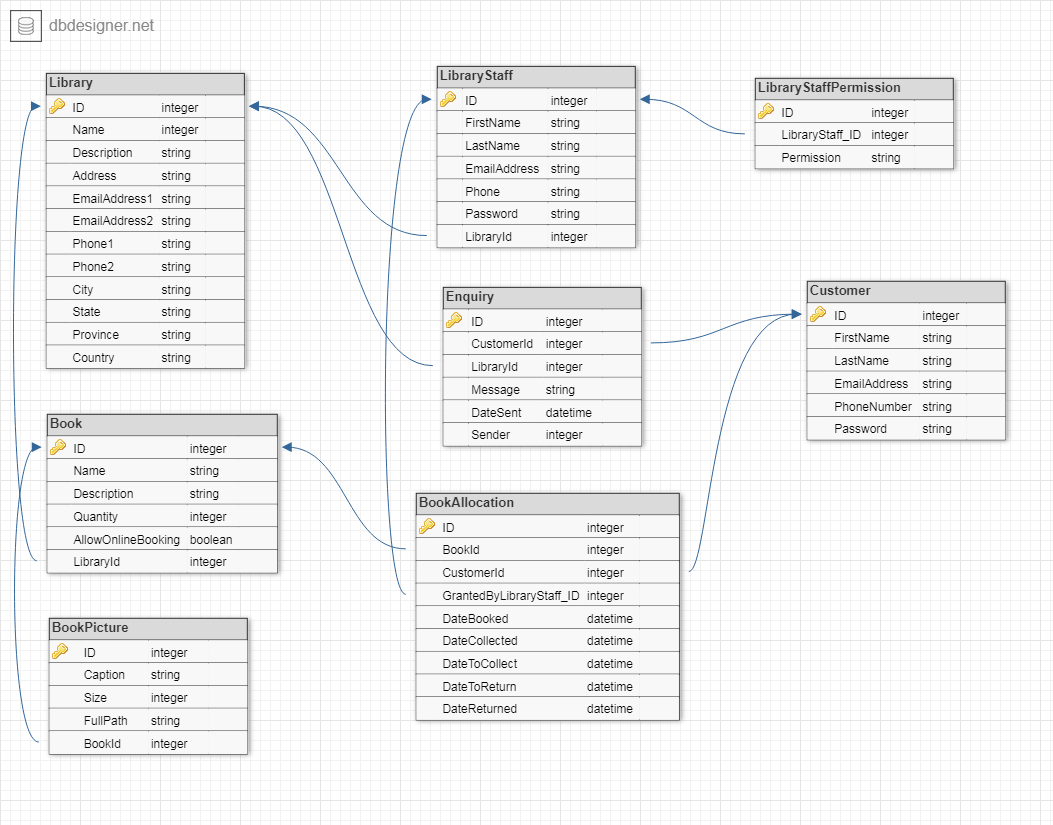 dbdesigner.net
Library
ID integer
Name integer
Description string
Address string
EmailAddress1 string
EmailAddress2 string
Phone1 string
Phone2 string
City string
State string
Province string
Country string
LibraryStaff
ID integer
FirstName string
LastName string
EmailAddress string
Phone string
Password string
LibraryId integer
LibraryStaffPermission
ID integer
LibraryStaff_ID integer
Permission string
Enquiry
ID integer
CustomerId integer
LibraryId integer
Message string
DateSent datetime
Sender integer
Customer
ID integer
FirstName string
LastName string
EmailAddress string
PhoneNumber string
Password string
Book
ID integer
Name string
Description string
Quantity integer
AllowOnlineBooking boolean
LibraryId integer
BookAllocation
ID integer
BookId integer
CustomerId integer
GrantedByLibraryStaff_ID integer
DateBooked datetime
DateCollected datetime
DateToCollect datetime
DateToReturn datetime
DateReturned datetime
BookPicture
ID integer
Caption string
Size integer
FullPath string
BookId integer